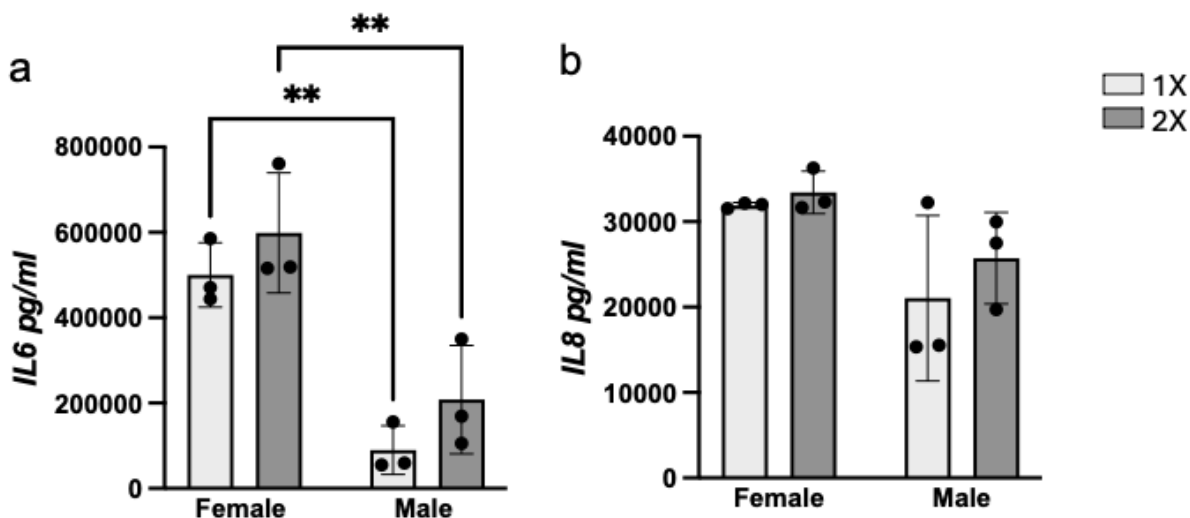 a
**
**
IL6 pg/ml
800000
600000
400000
200000
0
Female
Male
b
IL8 pg/ml
40000
30000
20000
10000
0
Female
Male
1X
2X